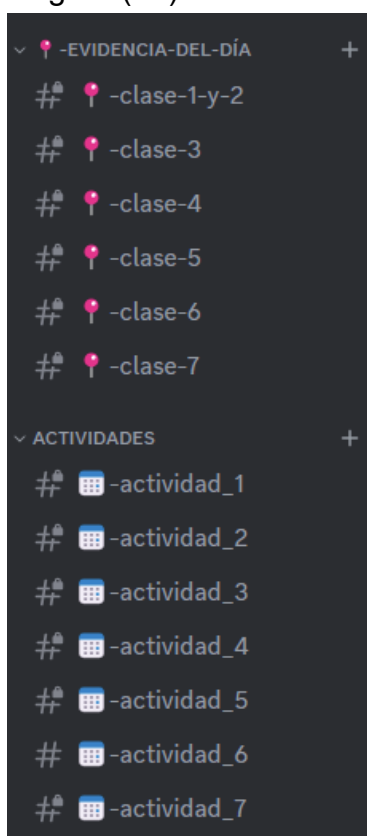 -EVIDENCIA-DEL-DÍA
-clase-1-y-2
-clase-3
-clase-4
-clase-5
-clase-6
-clase-7
ACTIVIDADES
-actividad_1
-actividad_2
-actividad_3
-actividad_4
-actividad_5
-actividad_6
-actividad_7